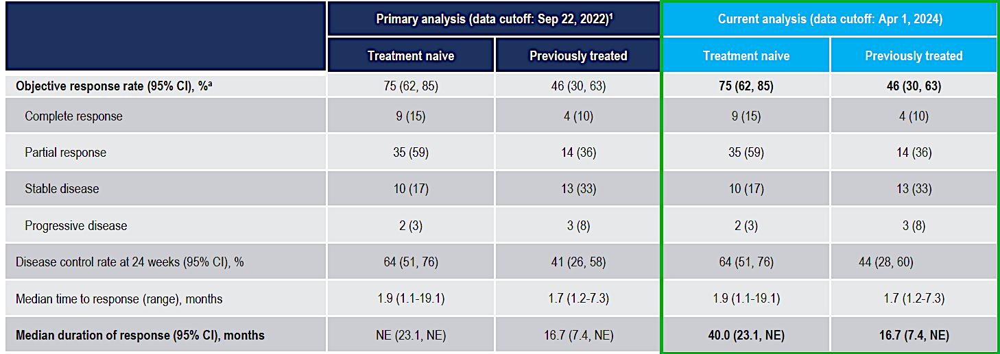 Primary analysis (data cutoff: Sep 22, 2022)¹ Current analysis (data cutoff: Apr 1, 2024)
Treatment naive Previously treated Treatment naive Previously treated
Objective response rate (95% CI), %ᵃ 75 (62, 85) 46 (30, 63) 75 (62, 85) 46 (30, 63)
Complete response 9 (15) 4 (10) 9 (15) 4 (10)
Partial response 35 (59) 14 (36) 35 (59) 14 (36)
Stable disease 10 (17) 13 (33) 10 (17) 13 (33)
Progressive disease 2 (3) 3 (8) 2 (3) 3 (8)
Disease control rate at 24 weeks (95% CI), % 64 (51, 76) 41 (26, 58) 64 (51, 76) 44 (28, 60)
Median time to response (range), months 1.9 (1.1-19.1) 1.7 (1.2-7.3) 1.9 (1.1-19.1) 1.7 (1.2-7.3)
Median duration of response (95% CI), months NE (23.1, NE) 16.7 (7.4, NE) 40.0 (23.1, NE) 16.7 (7.4, NE)